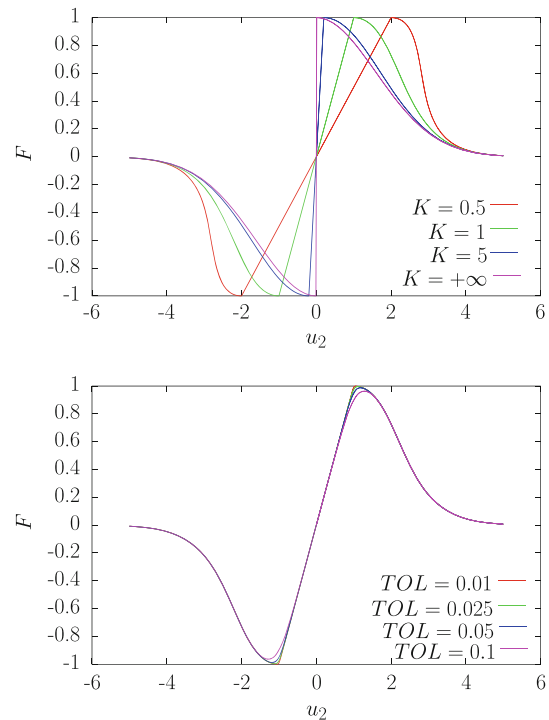 1
0.8
0.6
0.4
0.2
0
-0.2
-0.4
-0.6
-0.8
-1
F
K = 0.5
K = 1
K = 5
K = +∞
-6 -4 -2 0 2 4 6
u₂
1
0.8
0.6
0.4
0.2
0
-0.2
-0.4
-0.6
-0.8
-1
F
TOL = 0.01
TOL = 0.025
TOL = 0.05
TOL = 0.1
-6 -4 -2 0 2 4 6
u₂